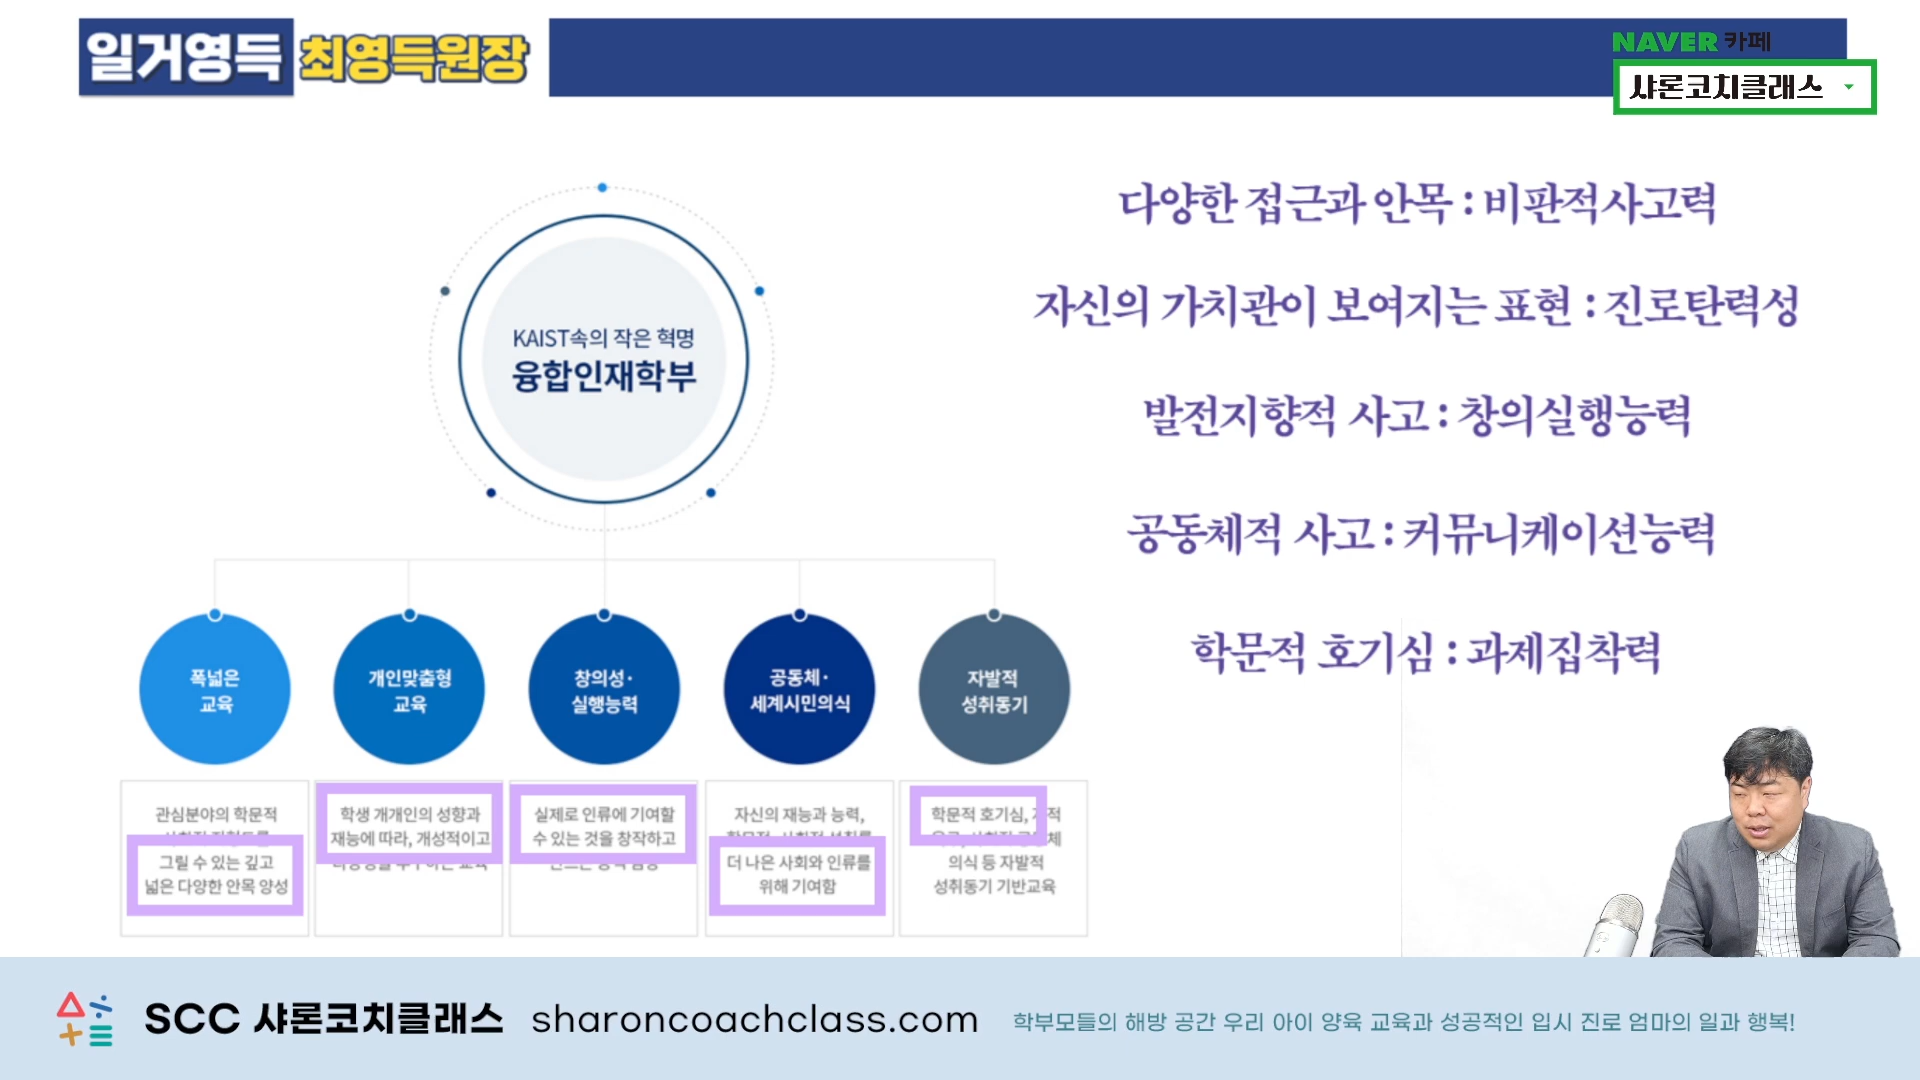 일거영득 최영득원장
NAVER 카페
샤론코치클래스
다양한 접근과 안목 : 비판적사고력
자신의 가치관이 보여지는 표현 : 진로탄력성
발전지향적 사고 : 창의실행능력
공동체적 사고 : 커뮤니케이션능력
학문적 호기심 : 과제집착력
KAIST속의 작은 혁명
융합인재학부
폭넓은
교육
관심분야의 학문적
그릴 수 있는 깊고
넓은 다양한 안목 양성
개인맞춤형
교육
학생 개개인의 성향과
재능에 따라, 개성적이고
창의성·
실행능력
실제로 인류에 기여할
수 있는 것을 창작하고
공동체·
세계시민의식
자신의 재능과 능력,
더 나은 사회와 인류를
위해 기여함
자발적
성취동기
학문적 호기심,
의식 등 자발적
성취동기 기반교육
SCC 샤론코치클래스 sharoncoachclass.com 학부모들의 해방 공간 우리 아이 양육 교육과 성공적인 입시 진로 엄마의 일과 행복!